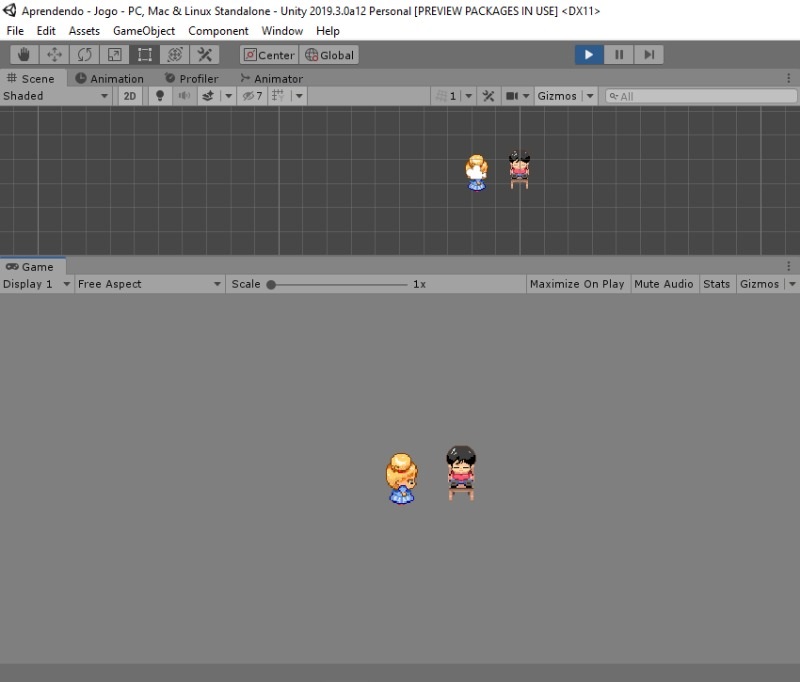 Aprendendo - Jogo - PC, Mac & Linux Standalone - Unity 2019.3.0a12 Personal [PREVIEW PACKAGES IN USE] <DX11>
File Edit Assets GameObject Component Window Help
Center Global
Scene Animation Profiler Animator
Shaded 2D 7 1 Gizmos All
Game
Display 1 Free Aspect Scale 1x Maximize On Play Mute Audio Stats Gizmos